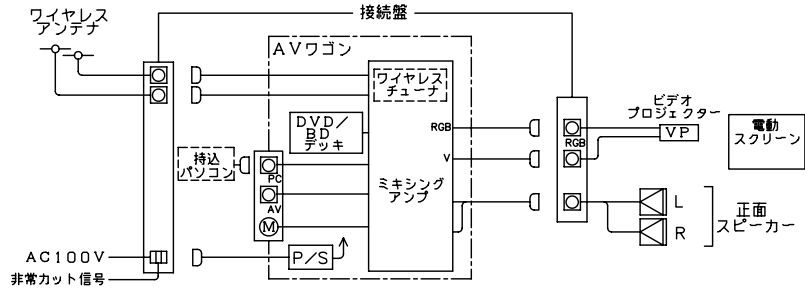 ワイヤレス
アンテナ
接続盤
AVワゴン
ワイヤレス
チューナ
DVD/
BD
デッキ
RGB
ビデオ
プロジェクター
VP
RGB
電動
スクリーン
持込
パソコン
PC
V
ミキシング
アンプ
AV
M
L
R
正面
スピーカー
AC100V
P/S
非常カット信号